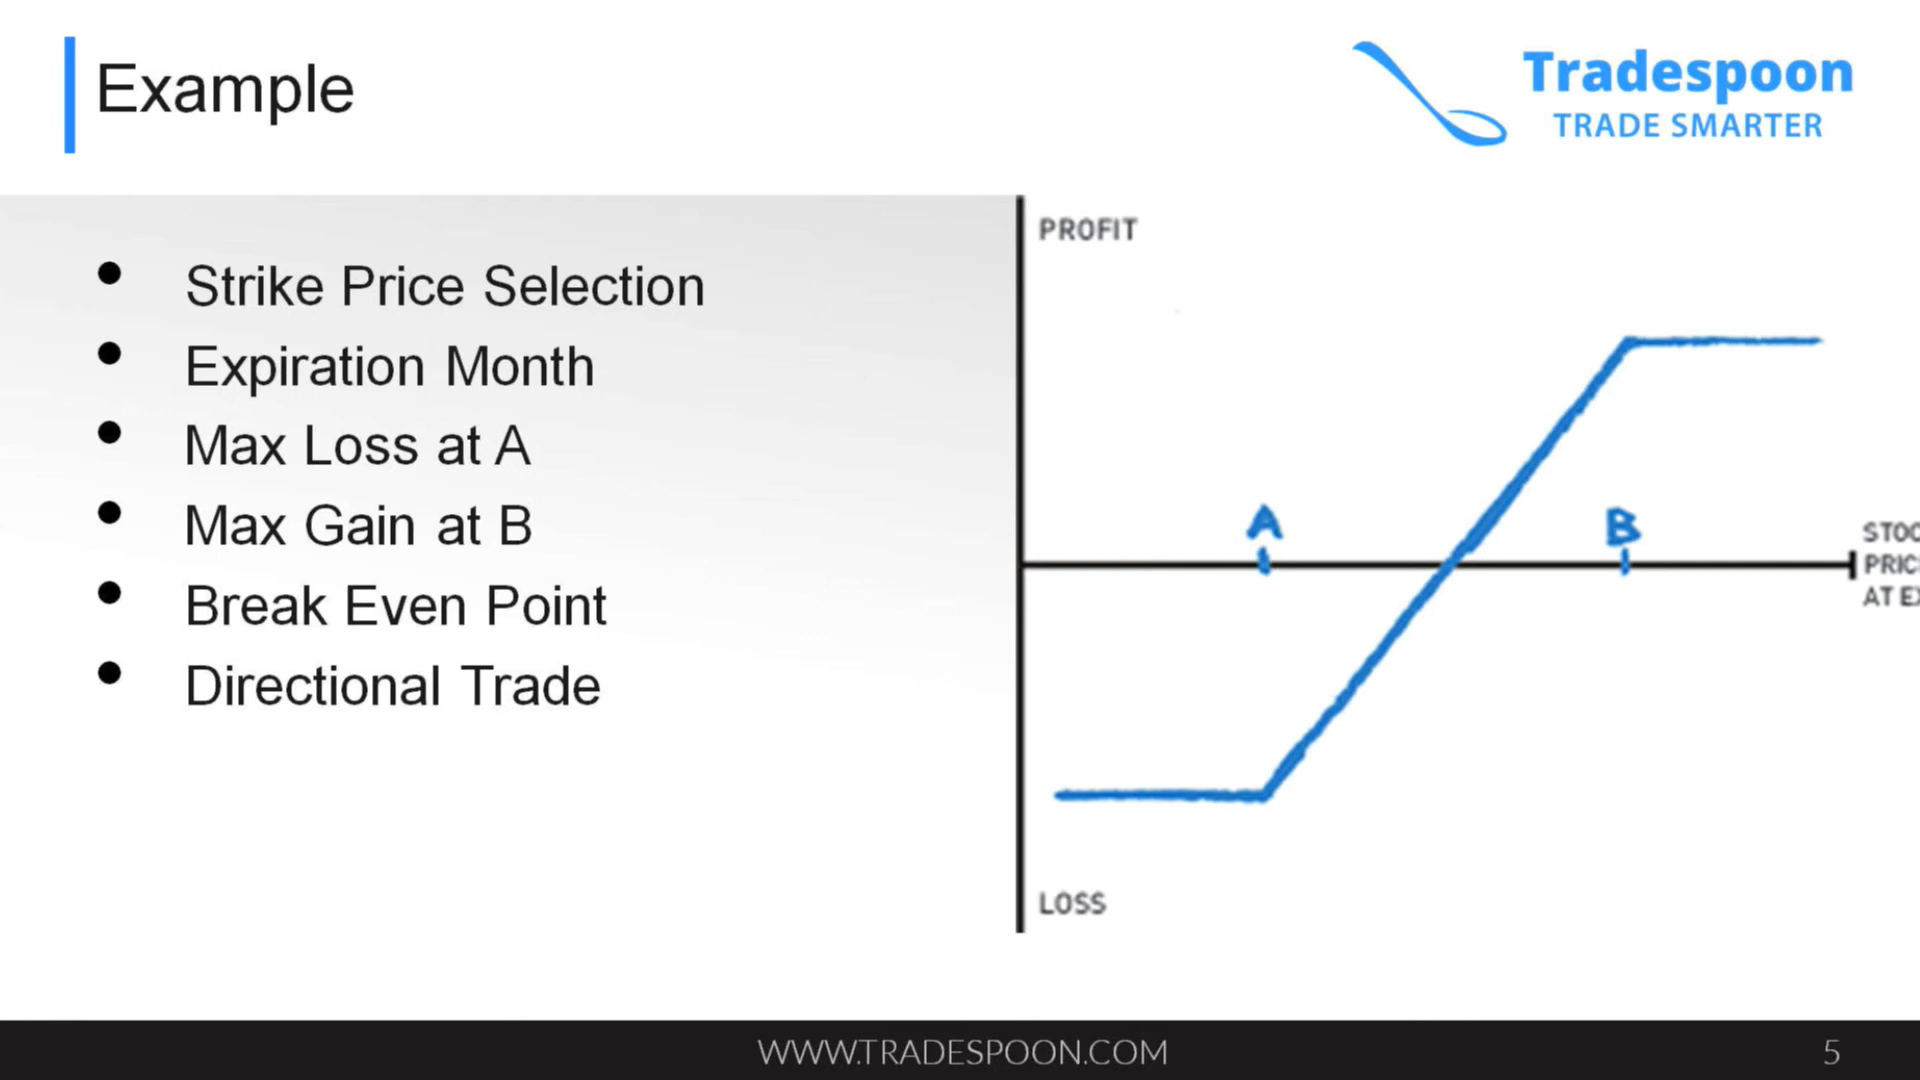 Example
Tradespoon
TRADE SMARTER
Strike Price Selection
Expiration Month
Max Loss at A
Max Gain at B
Break Even Point
Directional Trade
PROFIT
A
B
PRIC
AT
LOSS
WWW.TRADESPOON.COM
5